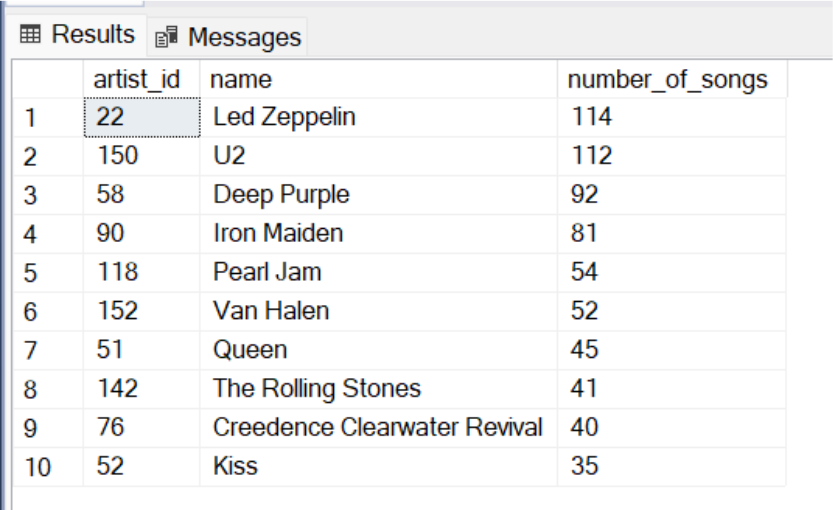 Results Messages
artist_id name number_of_songs
1 22 Led Zeppelin 114
2 150 U2 112
3 58 Deep Purple 92
4 90 Iron Maiden 81
5 118 Pearl Jam 54
6 152 Van Halen 52
7 51 Queen 45
8 142 The Rolling Stones 41
9 76 Creedence Clearwater Revival 40
10 52 Kiss 35